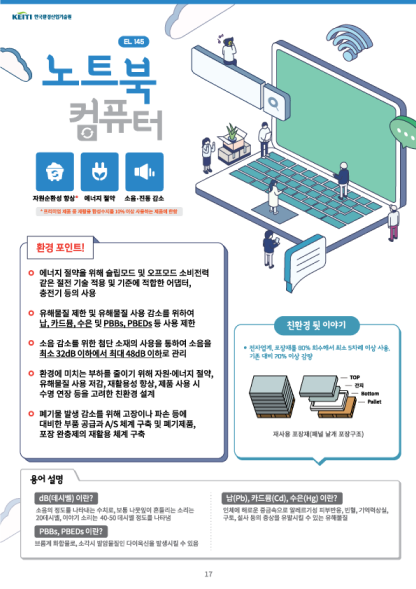 KEITI 한국환경산업기술원
EL 145
노트북
컴퓨터
자원순환성 향상* 에너지 절약 소음·진동 감소
* 전자파장 제품 중 재활용 합성수지를 10% 이상 사용하는 제품에 한함
환경 포인트!
에너지 절약을 위해 슬립모드 및 오프모드 소비전력
같은 절전 기술 적용 및 기준에 적합한 어댑터,
충전기 등의 사용
유해물질 제한 및 유해물질 사용 감소를 위하여
납, 카드뮴, 수은 및 PBBs, PBEDs 등 사용 제한
소음 감소를 위한 첨단 소재의 사용을 통하여 소음을
최소 32dB 이하에서 최대 48dB 이하로 관리
환경에 미치는 부하를 줄이기 위해 자원·에너지 절약,
유해물질 사용 저감, 재활용성 향상, 제품 사용 시
수명 연장 등을 고려한 친환경 설계
폐기물 발생 감소를 위해 고장이나 파손 등에
대비한 부품 공급과 A/S 체계 구축 및 폐기제품,
포장 완충재의 재활용 체계 구축
친환경 뒷 이야기
• 전자업계, 포장재를 80% 회수해서 최소 5차례 이상 사용,
기존 대비 70% 이상 감량
TOP
간지
Bottom
Pallet
재사용 포장재(패널 낱개 포장구조)
용어 설명
dB(데시벨) 이란?
소음의 정도를 나타내는 수치로, 보통 나뭇잎이 흔들리는 소리는
20데시벨, 이야기 소리는 40-50 데시벨 정도를 나타냄
PBBs, PBEDs 이란?
브롬계 화합물로, 소각시 발암물질인 다이옥신을 발생시킬 수 있음
납(Pb), 카드뮴(Cd), 수은(Hg) 이란?
인체에 해로운 중금속으로 알레르기성 피부반응, 빈혈, 기억력상실,
구토, 설사 등의 증상을 유발시킬 수 있는 유해물질
17